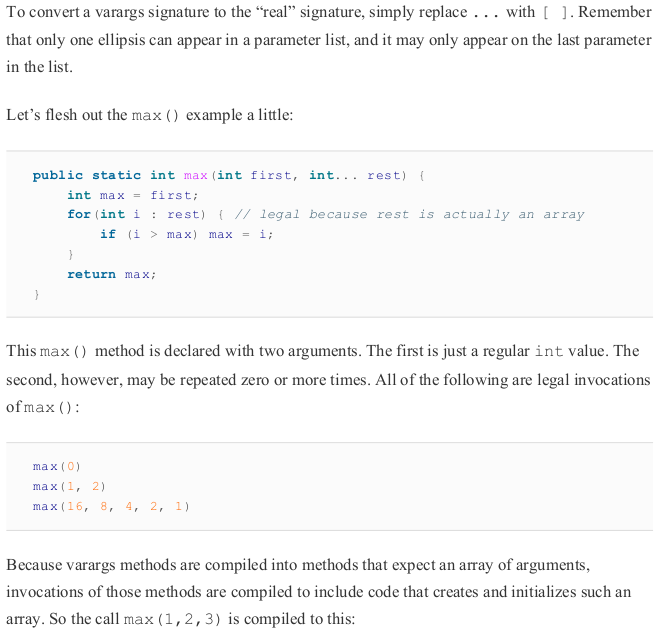 To convert a varargs signature to the “real” signature, simply replace ... with [ ]. Remember
that only one ellipsis can appear in a parameter list, and it may only appear on the last parameter
in the list.
Let’s flesh out the max() example a little:
public static int max(int first, int... rest) {
    int max = first;
    for(int i : rest) { // legal because rest is actually an array
        if (i > max) max = i;
    }
    return max;
}
This max() method is declared with two arguments. The first is just a regular int value. The
second, however, may be repeated zero or more times. All of the following are legal invocations
of max():
max(0)
max(1, 2)
max(16, 8, 4, 2, 1)
Because varargs methods are compiled into methods that expect an array of arguments,
invocations of those methods are compiled to include code that creates and initializes such an
array. So the call max(1,2,3) is compiled to this: